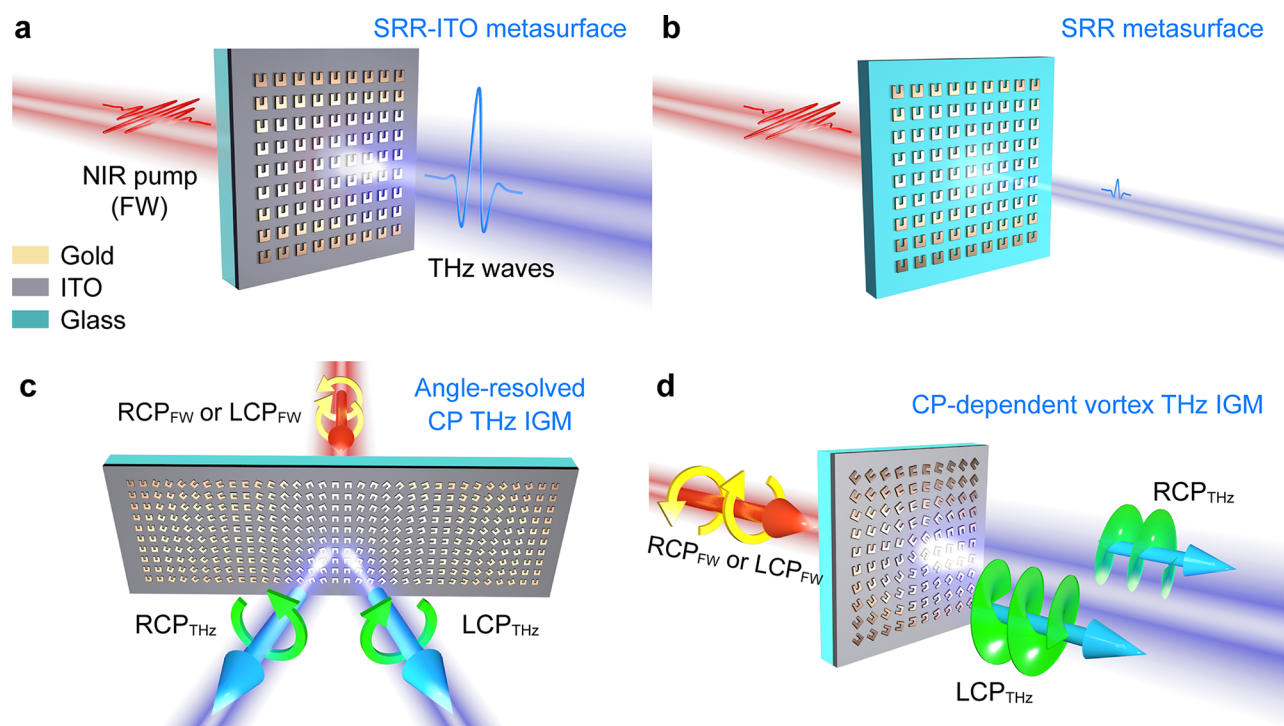 a
SRR-ITO metasurface
NIR pump
(FW)
THz waves
Gold
ITO
Glass
b
SRR metasurface
c
Angle-resolved
CP THz IGM
RCPFW or LCPFW
RCPTHz
LCPTHz
d
CP-dependent vortex THz IGM
RCPFW or LCPFW
RCPTHz
LCPTHz